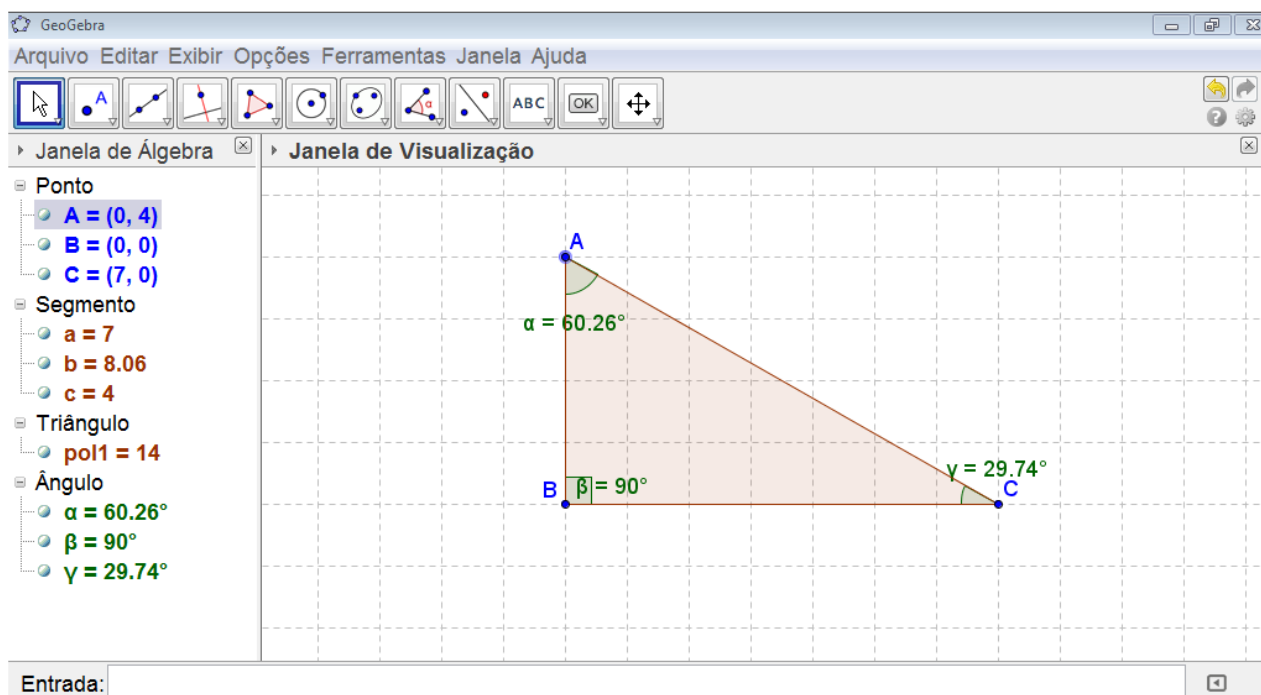 GeoGebra
Arquivo Editar Exibir Opções Ferramentas Janela Ajuda
A α ABC OK
Janela de Álgebra
Janela de Visualização
Ponto
A = (0, 4)
B = (0, 0)
C = (7, 0)
Segmento
a = 7
b = 8.06
c = 4
Triângulo
pol1 = 14
Ângulo
α = 60.26°
β = 90°
γ = 29.74°
A
α = 60.26°
γ = 29.74°
B
β = 90°
C
Entrada: